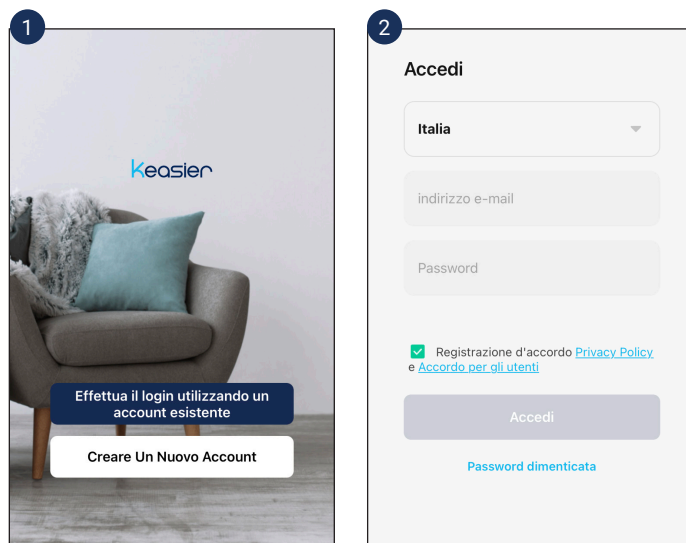 1
Keasier
Effettua il login utilizzando un
account esistente
Creare Un Nuovo Account
2
Accedi
Italia
indirizzo e-mail
Password
Registrazione d'accordo Privacy Policy
e Accordo per gli utenti
Accedi
Password dimenticata